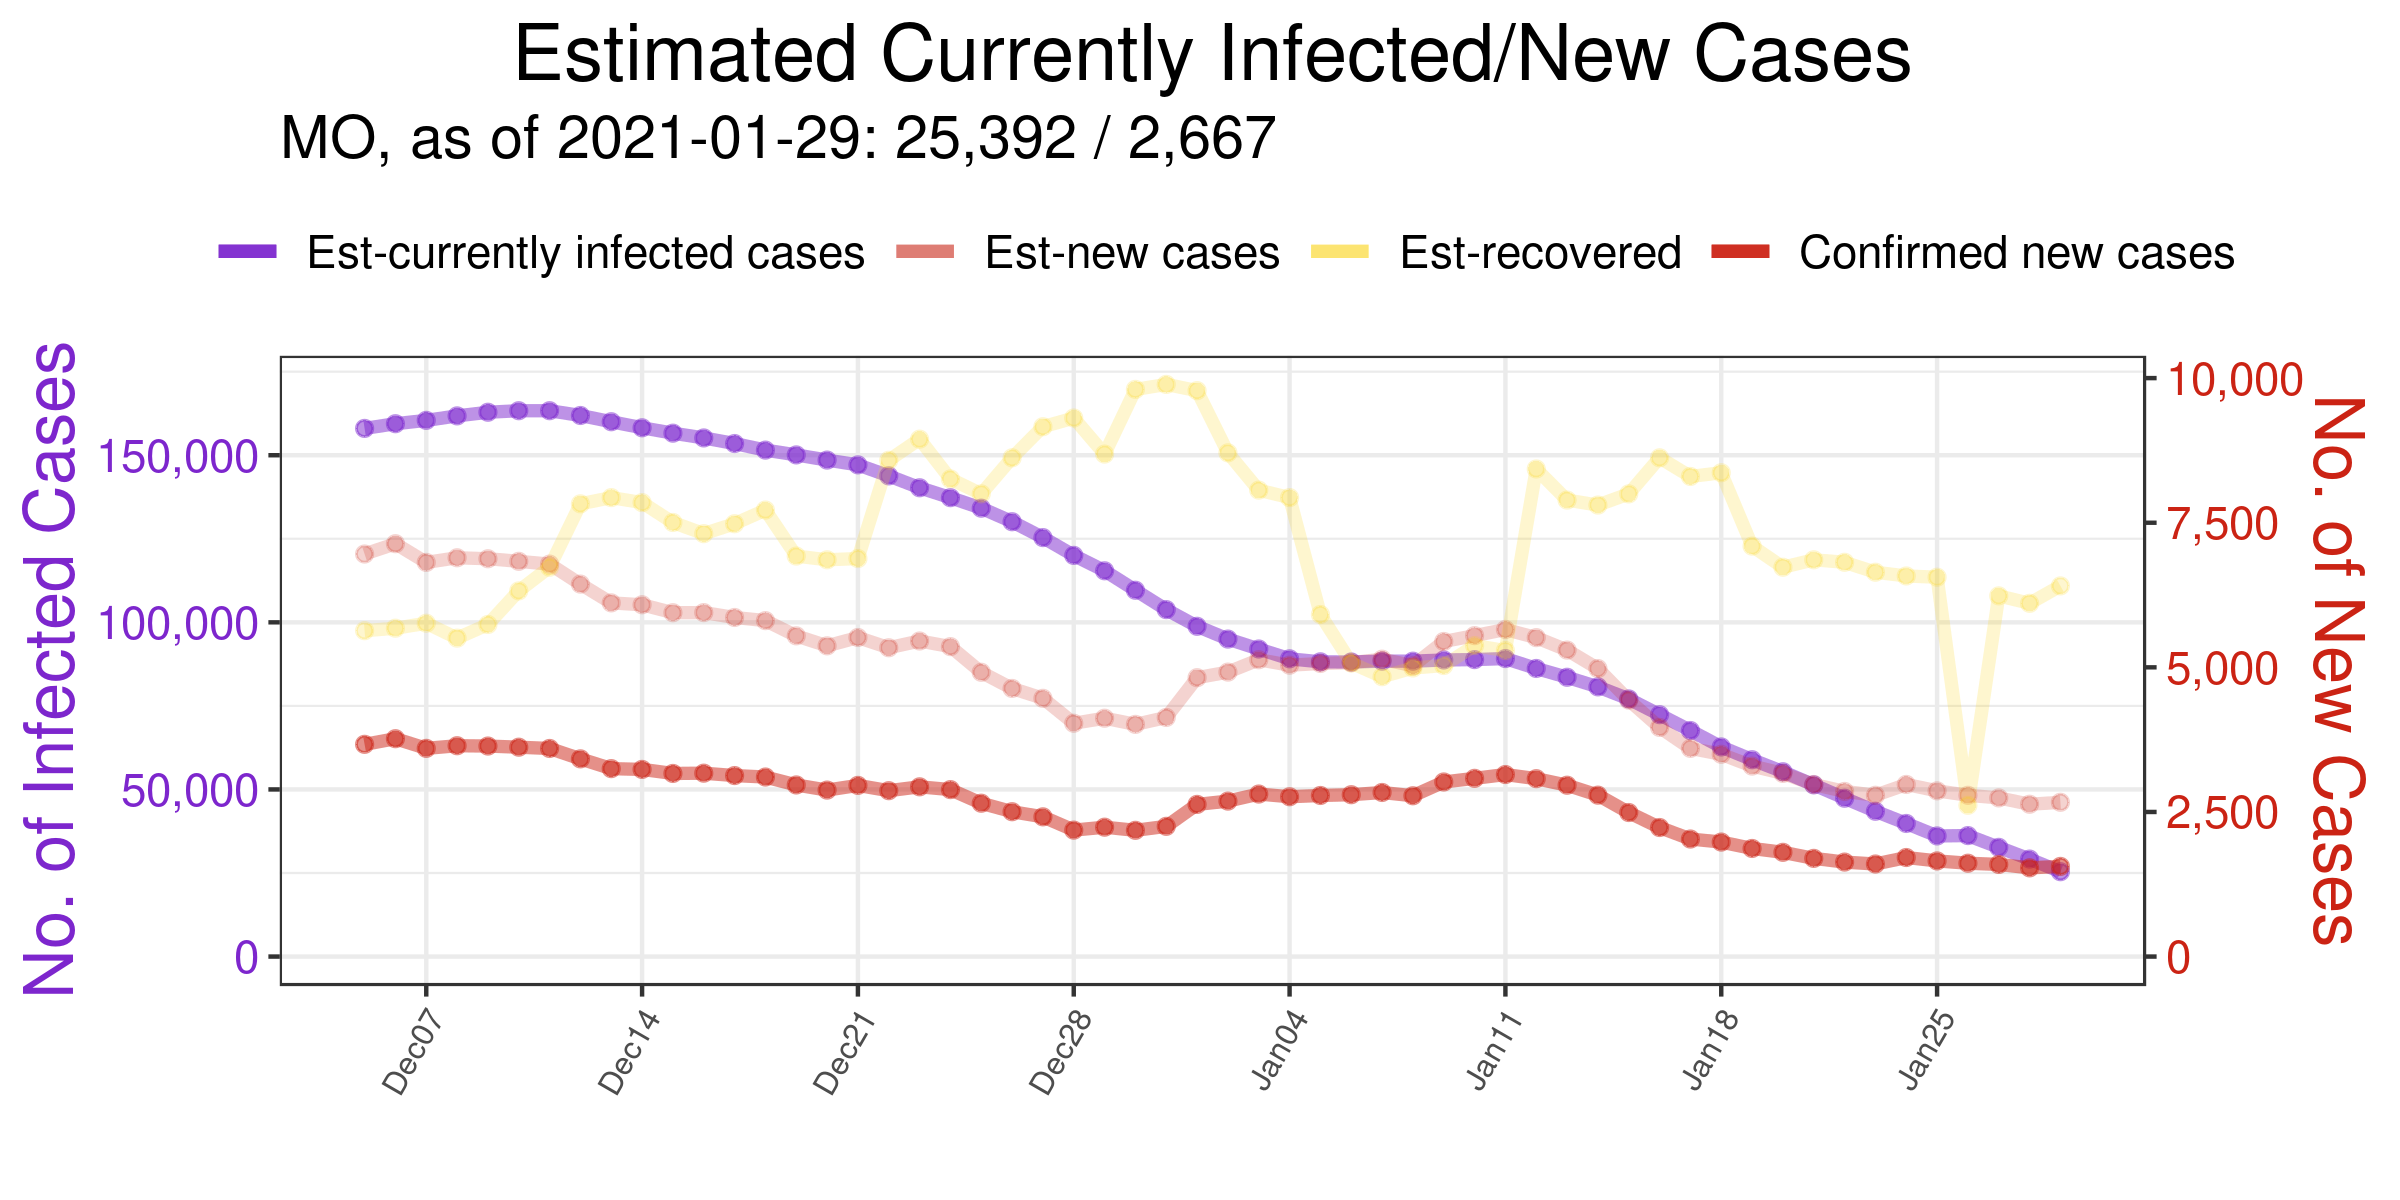 Estimated Currently Infected/New Cases
MO, as of 2021-01-29: 25,392 / 2,667
Est-currently infected cases Est-new cases Est-recovered Confirmed new cases
No. of Infected Cases
150,000
100,000
50,000
0
10,000
7,500
5,000
2,500
0
No. of New Cases
Dec07 Dec14 Dec21 Dec28 Jan04 Jan11 Jan18 Jan25